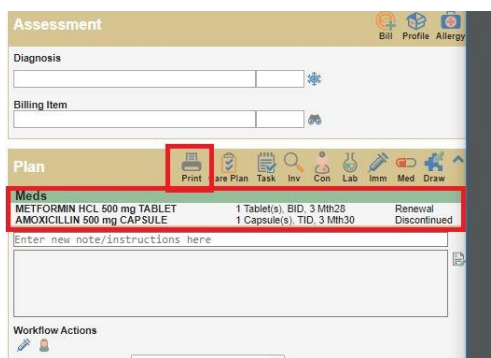 Assessment
Bill Profile Allergy
Diagnosis
Billing Item
Plan
Print are Plan Task Inv Con Lab Imm Med Draw
Meds
METFORMIN HCL 500 mg TABLET 1 Tablet(s), BID, 3 Mth28 Renewal
AMOXICILLIN 500 mg CAPSULE 1 Capsule(s), TID, 3 Mth30 Discontinued
Enter new note/instructions here
Workflow Actions